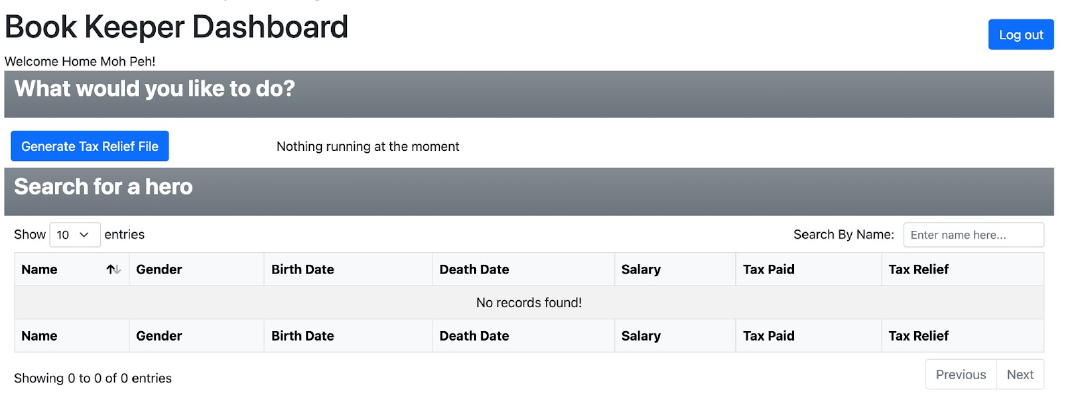 Book Keeper Dashboard
Log out
Welcome Home Moh Peh!
What would you like to do?
Generate Tax Relief File Nothing running at the moment
Search for a hero
Show 10 entries Search By Name: Enter name here...
Name Gender Birth Date Death Date Salary Tax Paid Tax Relief
No records found!
Name Gender Birth Date Death Date Salary Tax Paid Tax Relief
Showing 0 to 0 of 0 entries Previous Next